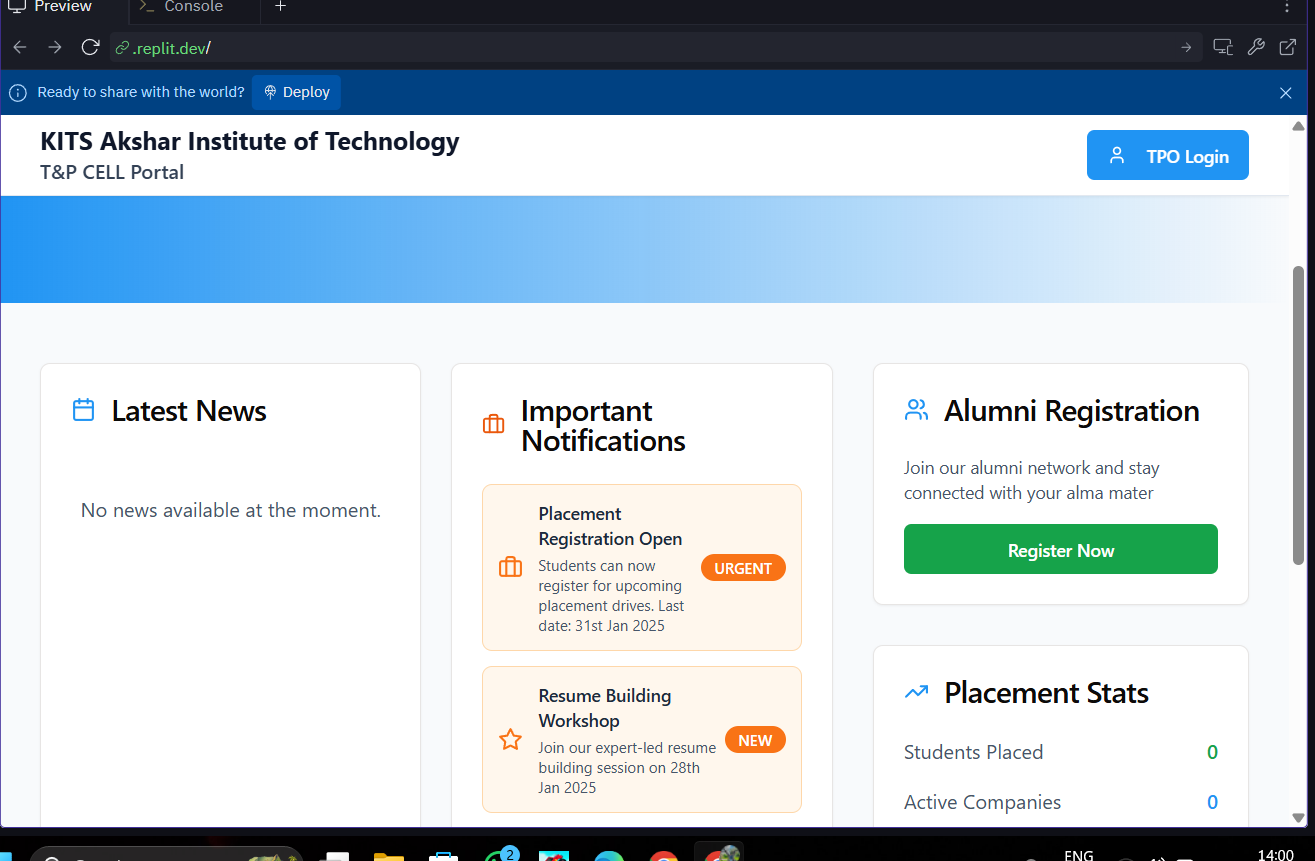 Preview
Console
.replit.dev/
Ready to share with the world?
Deploy
KITS Akshar Institute of Technology
T&P CELL Portal
TPO Login
Latest News
No news available at the moment.
Important
Notifications
Placement
Registration Open
Students can now
register for upcoming
placement drives. Last
date: 31st Jan 2025
URGENT
Resume Building
Workshop
Join our expert-led resume
building session on 28th
Jan 2025
NEW
Alumni Registration
Join our alumni network and stay
connected with your alma mater
Register Now
Placement Stats
Students Placed 0
Active Companies 0
2
ENG
14:00